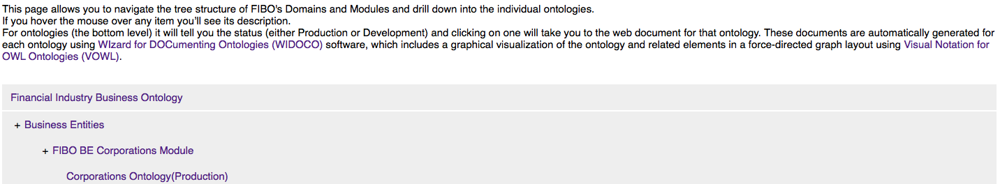 This page allows you to navigate the tree structure of FIBO's Domains and Modules and drill down into the individual ontologies.
If you hover the mouse over any item you'll see its description.
For ontologies (the bottom level) it will tell you the status (either Production or Development) and clicking on one will take you to the web document for that ontology. These documents are automatically generated for
each ontology using WIzard for DOCumenting Ontologies (WIDOCO) software, which includes a graphical visualization of the ontology and related elements in a force-directed graph layout using Visual Notation for
OWL Ontologies (VOWL).
Financial Industry Business Ontology
+ Business Entities
+ FIBO BE Corporations Module
Corporations Ontology(Production)